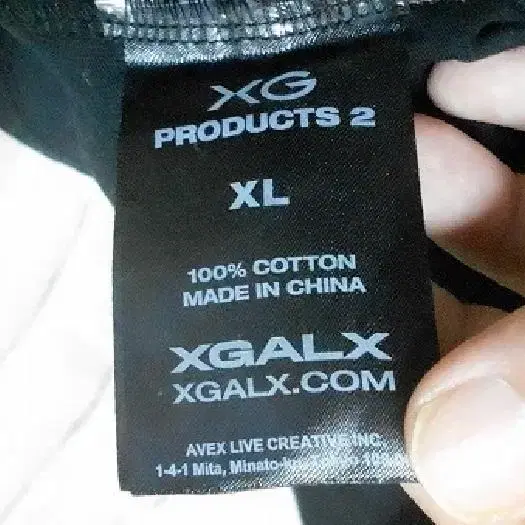 XG
PRODUCTS 2
XL
100% COTTON
MADE IN CHINA
XGALX
XGALX.COM
AVEX LIVE CREATIVE INC.
1-4-1 Mita,